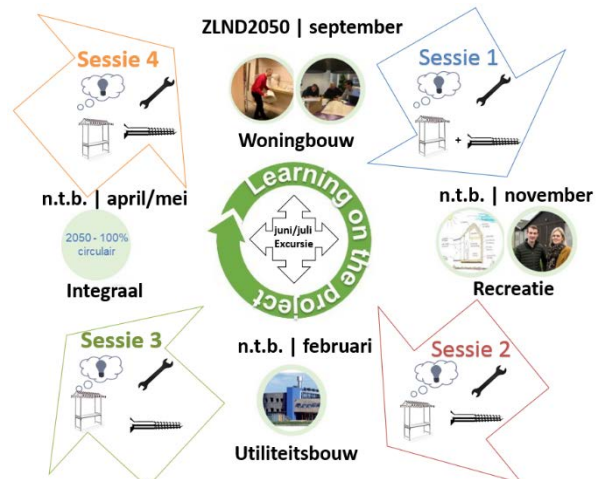 ZLND2050 | september
Sessie 4
Sessie 1
+
Woningbouw
n.t.b. | april/mei
n.t.b. | november
Learning on the project
juni/juli
Excursie
2050 - 100%
circulair
Integraal
Recreatie
Sessie 3
n.t.b. | februari
Sessie 2
Utiliteitsbouw